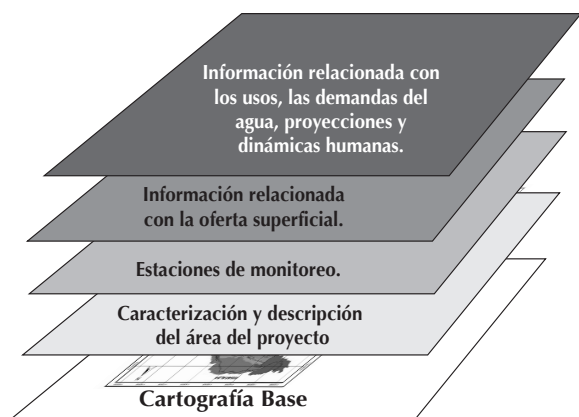 Información relacionada con
los usos, las demandas del
agua, proyecciones y
dinámicas humanas.
Información relacionada
con la oferta superficial.
Estaciones de monitoreo.
Caracterización y descripción
del área del proyecto
Cartografía Base